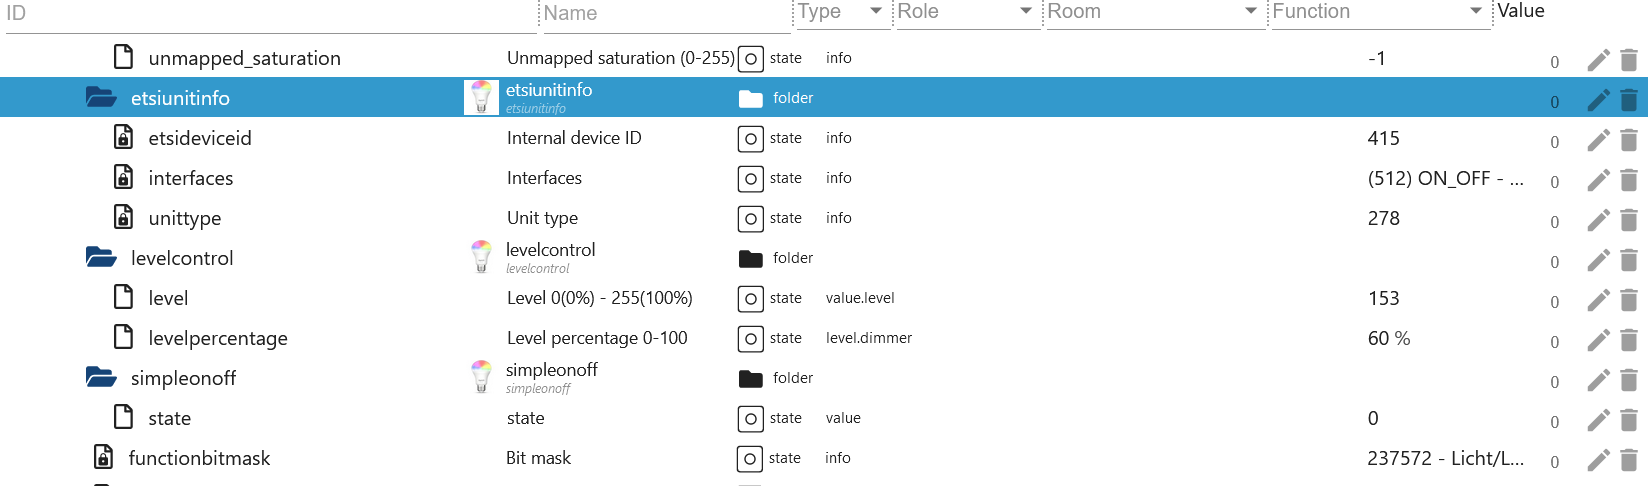 ID Name Type Role Room Function Value
unmapped_saturation Unmapped saturation (0-255) state info -1 0
etsiunitinfo etsiunitinfo folder 0
etsiunitinfo
etsideviceid Internal device ID state info 415 0
interfaces Interfaces state info (512) ON_OFF - ... 0
unittype Unit type state info 278 0
levelcontrol levelcontrol folder 0
levelcontrol
level Level 0(0%) - 255(100%) state value.level 153 0
levelpercentage Level percentage 0-100 state level.dimmer 60 % 0
simpleonoff simpleonoff folder 0
simpleonoff
state state state value 0 0
functionbitmask Bit mask state info 237572 - Licht/L... 0